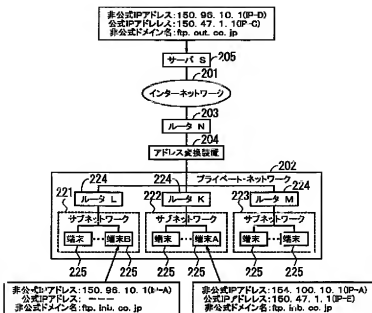 非公式IPアドレス:150. 96. 10. 1(IP-D)
公式IPアドレス:150. 47. 1. 1(IP-C)
非公式ドメイン名:ftp. out. co. jp
サーバ S
205
201
インターネットワーク
203
ルータ N
204
アドレス変換装置
202
プライベート・ネットワーク
224 224 224
221 ルータ L 222 ルータ K 223 ルータ M
サブネットワーク サブネットワーク サブネットワーク
端末 … 端末B 端末 … 端末A 端末 … 端末
225 225 225 225 225 225
非公式IPアドレス:150. 96. 10. 1
公式IPアドレス: ---
非公式ドメイン名:ftp. co. jp
非公式IPアドレス:154. 100. 10. 1(IP-A)
公式IPアドレス:150. 47. 1. 1(IP-E)
非公式ドメイン名:ftp. inb. co. jp